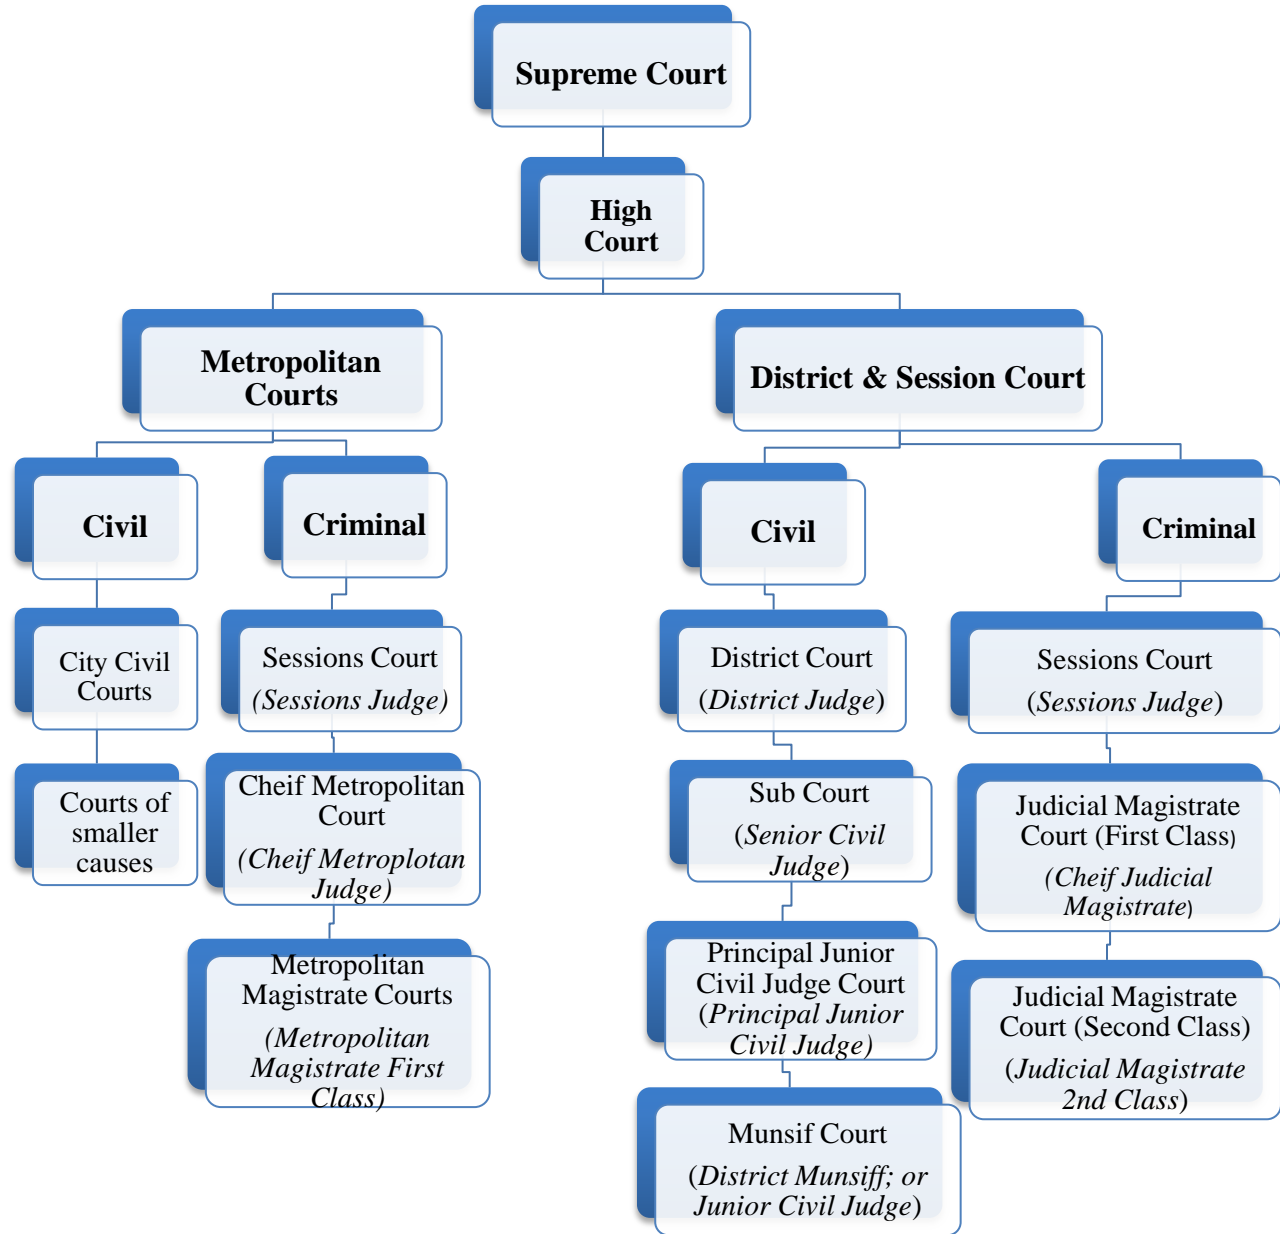 Supreme Court
High
Court
Metropolitan
Courts
District & Session Court
Civil
Criminal
Civil
Criminal
City Civil
Courts
Sessions Court
(Sessions Judge)
District Court
(District Judge)
Sessions Court
(Sessions Judge)
Courts of
smaller
causes
Cheif Metropolitan
Court
(Cheif Metroplotan
Judge)
Sub Court
(Senior Civil
Judge)
Judicial Magistrate
Court (First Class)
(Cheif Judicial
Magistrate)
Metropolitan
Magistrate Courts
(Metropolitan
Magistrate First
Class)
Principal Junior
Civil Judge Court
(Principal Junior
Civil Judge)
Judicial Magistrate
Court (Second Class)
(Judicial Magistrate
2nd Class)
Munsif Court
(District Munsiff; or
Junior Civil Judge)